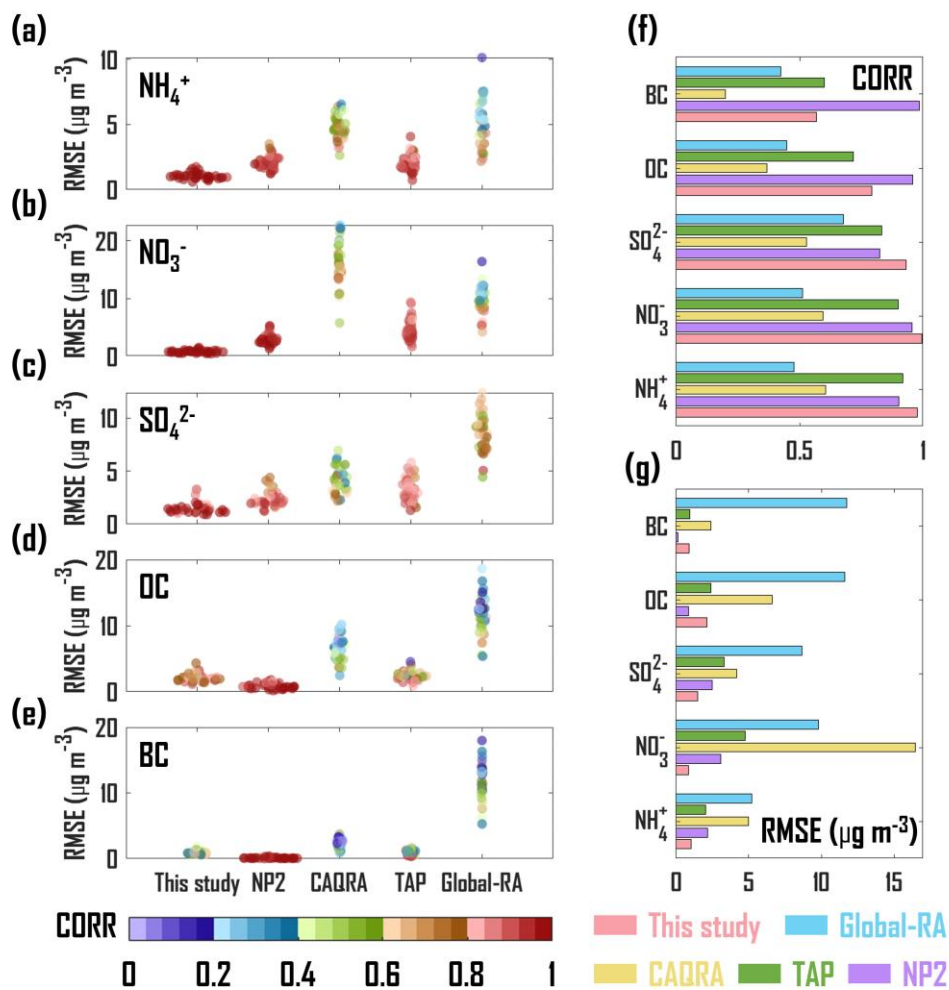 (a)
10
5
0
RMSE (µg m⁻³)
NH₄⁺
(b)
20
10
0
RMSE (µg m⁻³)
NO₃⁻
(c)
10
5
0
RMSE (µg m⁻³)
SO₄²⁻
(d)
20
10
0
RMSE (µg m⁻³)
OC
(e)
20
10
0
RMSE (µg m⁻³)
BC
This study NP2 CAQRA TAP Global-RA
CORR
0 0.2 0.4 0.6 0.8 1
(f)
CORR
BC
OC
SO₄²⁻
NO₃⁻
NH₄⁺
0 0.5 1
(g)
BC
OC
SO₄²⁻
NO₃⁻
NH₄⁺
RMSE (µg m⁻³)
0 5 10 15
This study Global-RA
CAQRA TAP NP2